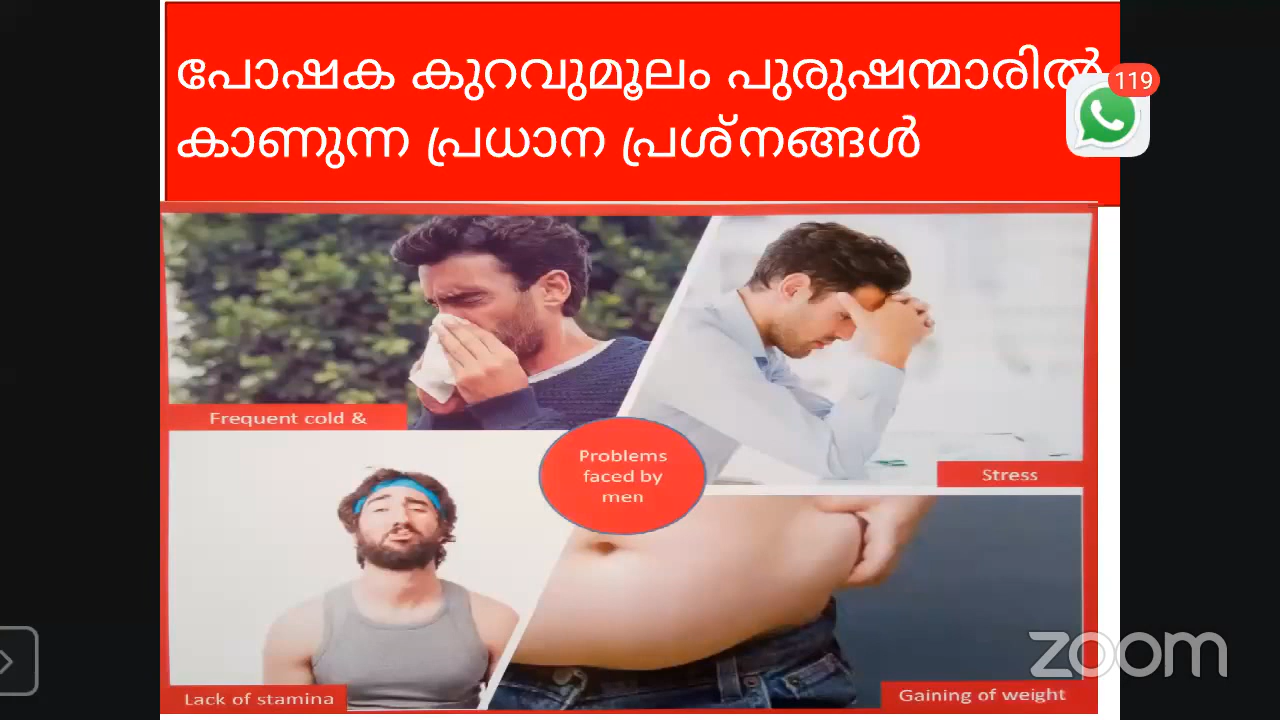 പോഷക കുറവുമൂലം പുരുഷന്മാരിൽ
കാണുന്ന പ്രധാന പ്രശ്നങ്ങൾ
119
Frequent cold &
Stress
Problems
faced by
men
Lack of stamina
Gaining of weight
zoom